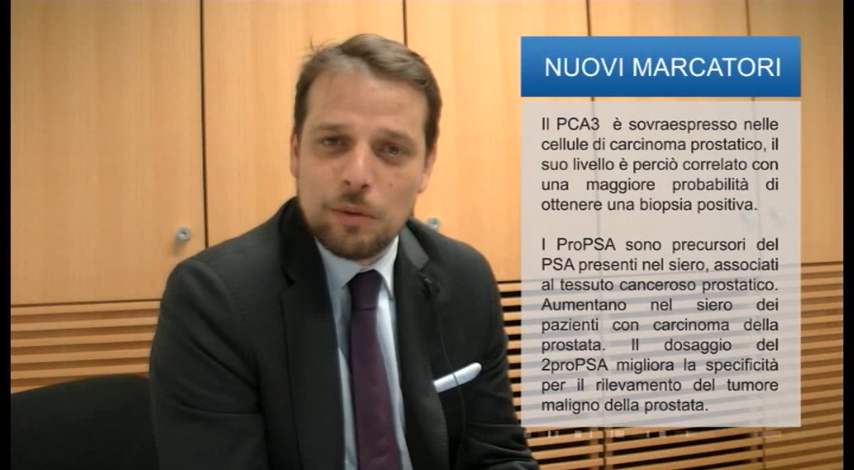 NUOVI MARCATORI
Il PCA3 è sovraespresso nelle
cellule di carcinoma prostatico, il
suo livello è perciò correlato con
una maggiore probabilità di
ottenere una biopsia positiva.
I ProPSA sono precursori del
PSA presenti nel siero, associati
al tessuto canceroso prostatico.
Aumentano nel siero dei
pazienti con carcinoma della
prostata. Il dosaggio del
2proPSA migliora la specificità
per il rilevamento del tumore
maligno della prostata.